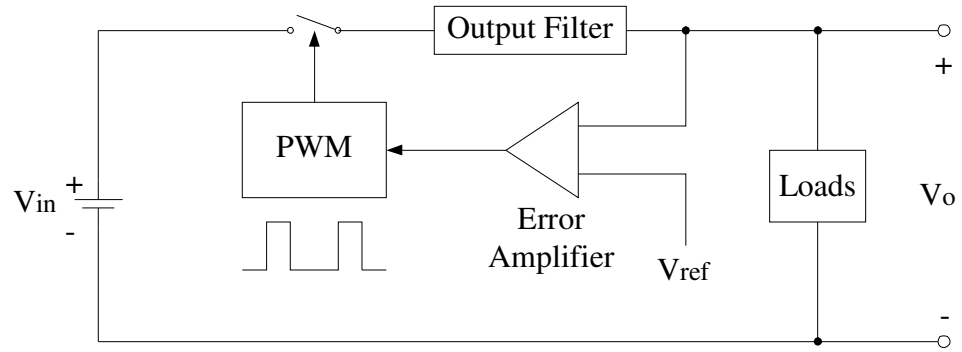 Output Filter
+
PWM
Loads
+
Vin
-
Vo
Error
Amplifier
Vref
-